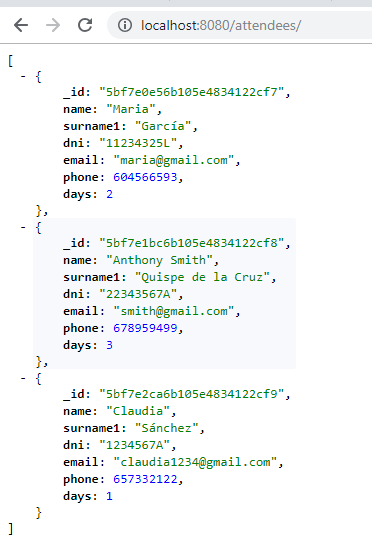 localhost:8080/attendees/
[
- {
_id: "5bf7e0e56b105e4834122cf7",
name: "Maria",
surname1: "García",
dni: "11234325L",
email: "maria@gmail.com",
phone: 604566593,
days: 2
},
- {
_id: "5bf7e1bc6b105e4834122cf8",
name: "Anthony Smith",
surname1: "Quispe de la Cruz",
dni: "22343567A",
email: "smith@gmail.com",
phone: 678959499,
days: 3
},
- {
_id: "5bf7e2ca6b105e4834122cf9",
name: "Claudia",
surname1: "Sánchez",
dni: "1234567A",
email: "claudia1234@gmail.com",
phone: 657332122,
days: 1
}
]